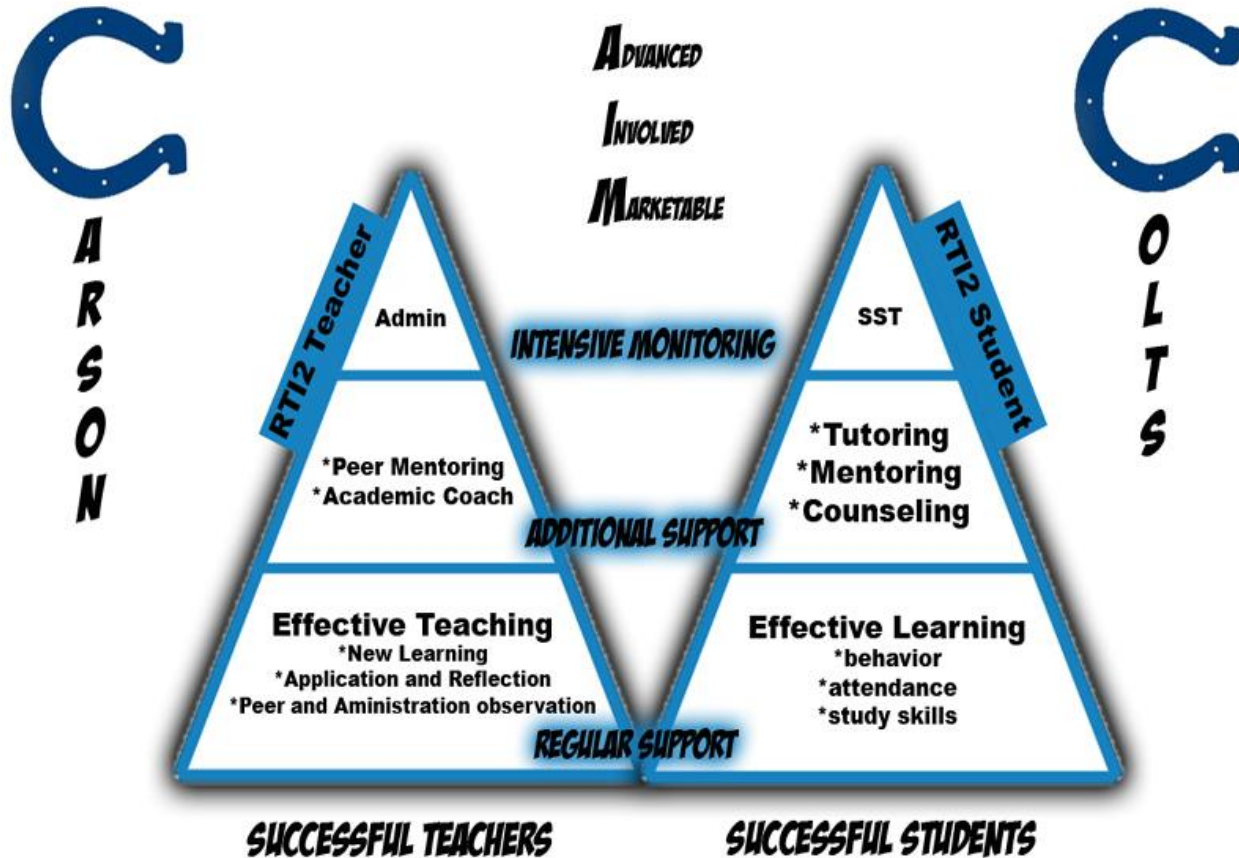 CARSON
COLTS
ADVANCED
INVOLVED
MARKETABLE
RTI2 Teacher
Admin
INTENSIVE MONITORING
SST
RTI2 Student
*Peer Mentoring
*Academic Coach
ADDITIONAL SUPPORT
*Tutoring
*Mentoring
*Counseling
Effective Teaching
*New Learning
*Application and Reflection
*Peer and Aministration observation
REGULAR SUPPORT
Effective Learning
*behavior
*attendance
*study skills
SUCCESSFUL TEACHERS
SUCCESSFUL STUDENTS